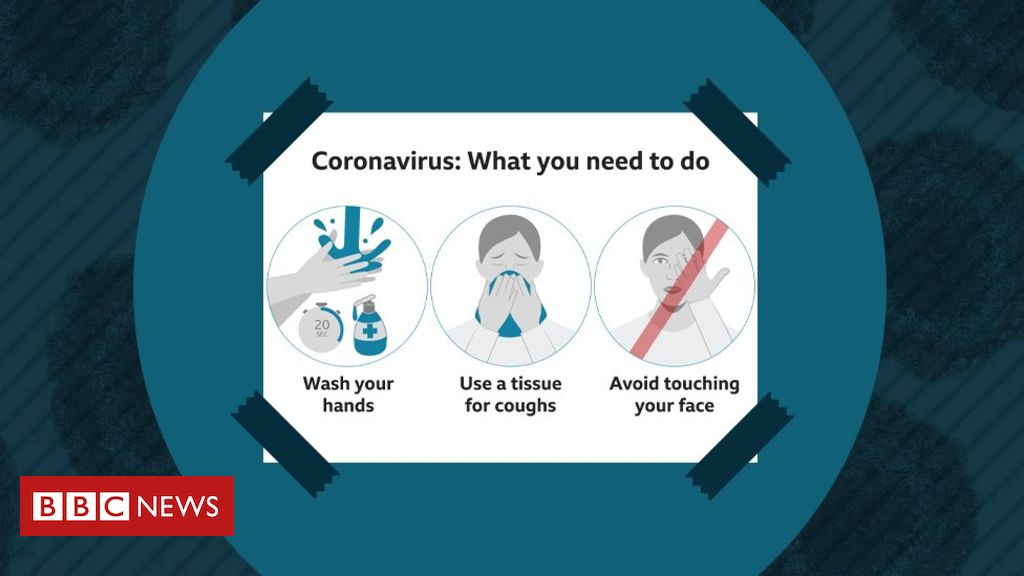 Coronavirus: What you need to do
20
SEC
Wash your
hands
Use a tissue
for coughs
Avoid touching
your face
BBC NEWS